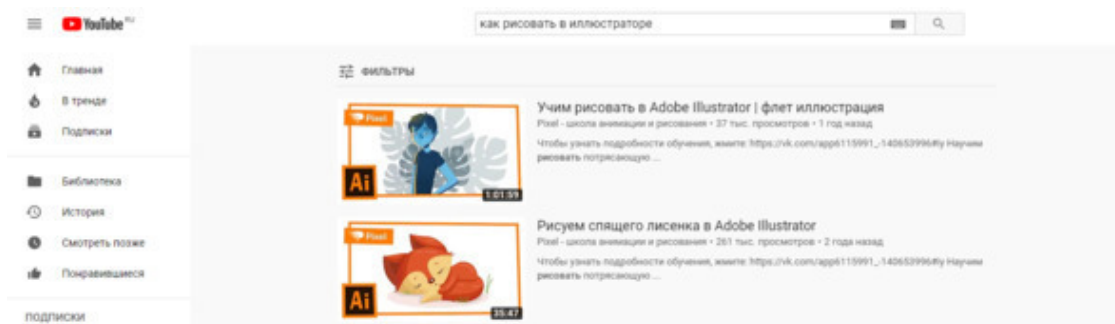 YouTube RU
как рисовать в иллюстраторе
Главная
В тренде
Подписки
Библиотека
История
Смотреть позже
Понравившиеся
ПОДПИСКИ
ФИЛЬТРЫ
Pixel
Ai
1:01:59
Учим рисовать в Adobe Illustrator | флет иллюстрация
Pixel - школа анимации и рисования • 37 тыс. просмотров • 1 год назад
Чтобы узнать подробности обучения, жмите: https://vk.com/app6115991_-140653996#ty Научим
рисовать потрясающую ...
Pixel
Ai
35:47
Рисуем спящего лисенка в Adobe Illustrator
Pixel - школа анимации и рисования • 261 тыс. просмотров • 2 года назад
Чтобы узнать подробности обучения, жмите: https://vk.com/app6115991_-140653996#ty Научим
рисовать потрясающую ...